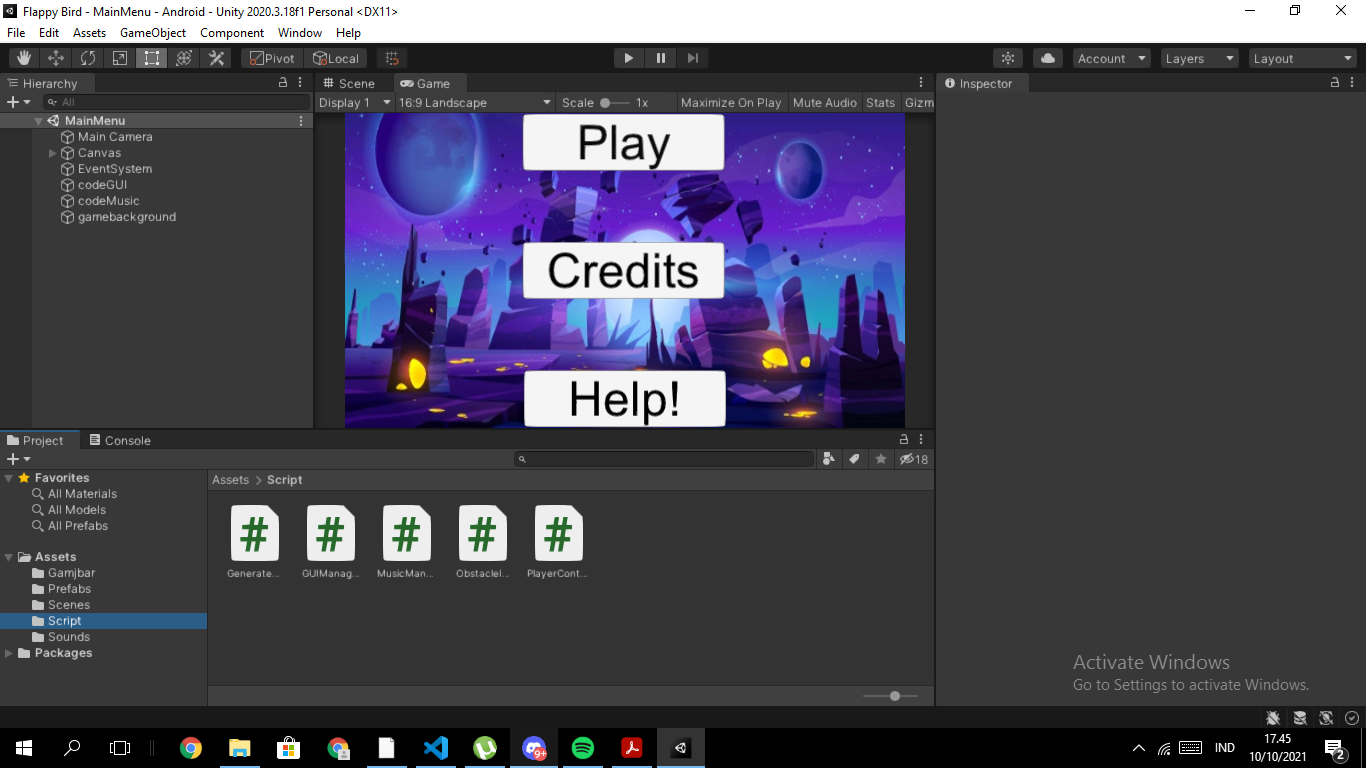 Flappy Bird - MainMenu - Android - Unity 2020.3.18f1 Personal <DX11>
File Edit Assets GameObject Component Window Help
Pivot Local Account Layers Layout
Hierarchy
All
MainMenu
Main Camera
Canvas
EventSystem
codeGUI
codeMusic
gamebackground
Scene Game
Display 1 16:9 Landscape Scale 1x Maximize On Play Mute Audio Stats Gizm
Play
Credits
Help!
Inspector
Project Console
18
Favorites
All Materials
All Models
All Prefabs
Assets
Gamjbar
Prefabs
Scenes
Script
Sounds
Packages
Assets > Script
Generate... GUIManag... MusicMan... ObstacleI... PlayerCont...
Activate Windows
Go to Settings to activate Windows.
9+
IND
17.45
10/10/2021
2